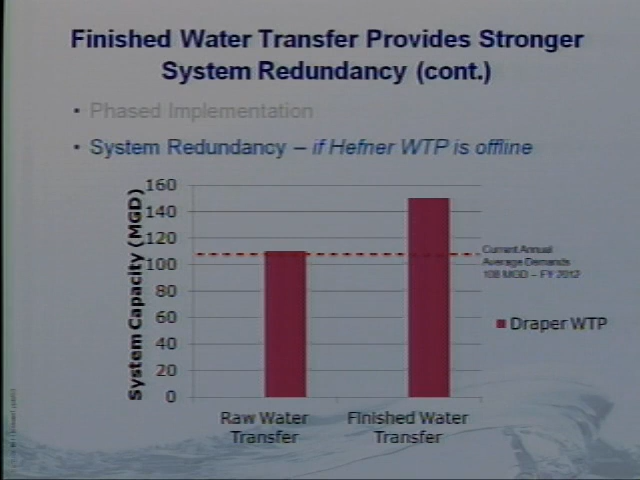 Finished Water Transfer Provides Stronger
System Redundancy (cont.)
• Phased Implementation
• System Redundancy – if Hefner WTP is offline
System Capacity (MGD)
160
140
120
100
80
60
40
20
0
Current Annual
Average Demands
108 MGD – FY 2012
Draper WTP
Raw Water
Transfer
Finished Water
Transfer